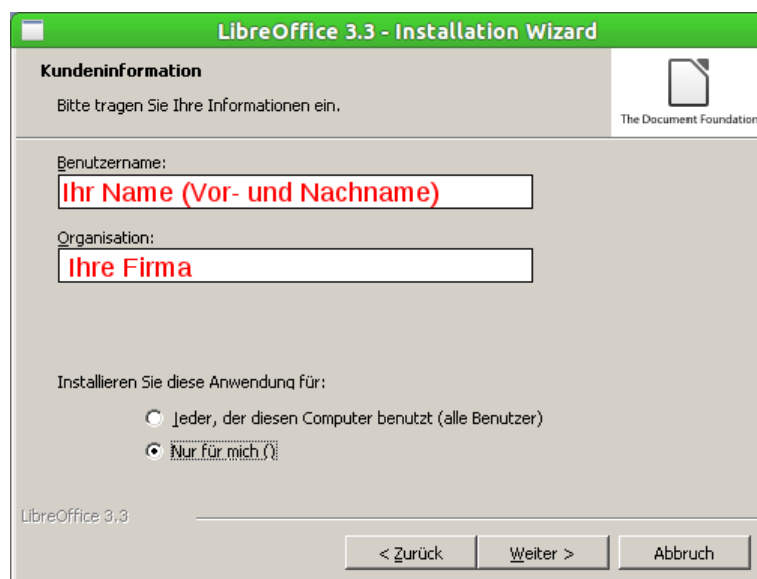 LibreOffice 3.3 - Installation Wizard
Kundeninformation
Bitte tragen Sie Ihre Informationen ein.
The Document Foundation
Benutzername:
Ihr Name (Vor- und Nachname)
Organisation:
Ihre Firma
Installieren Sie diese Anwendung für:
Jeder, der diesen Computer benutzt (alle Benutzer)
Nur für mich ()
LibreOffice 3.3
< Zurück Weiter > Abbruch